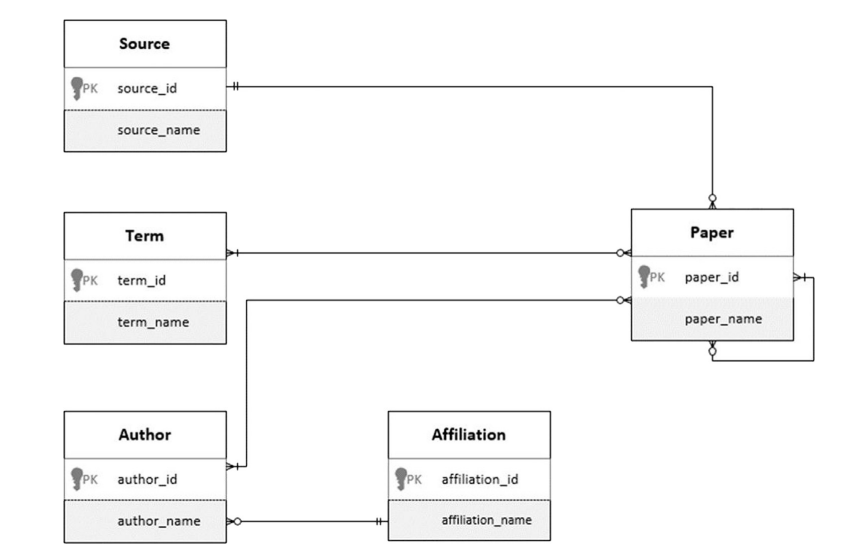 Source
PK source_id
source_name
Term
PK term_id
term_name
Paper
PK paper_id
paper_name
Author
PK author_id
author_name
Affiliation
PK affiliation_id
affiliation_name